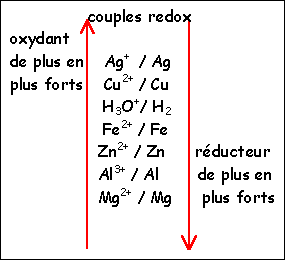 couples redox
oxydant
de plus en
plus forts
Ag⁺ / Ag
Cu²⁺ / Cu
H₃O⁺/ H₂
Fe²⁺ / Fe
Zn²⁺ / Zn
Al³⁺ / Al
Mg²⁺ / Mg
réducteur
de plus en
plus forts